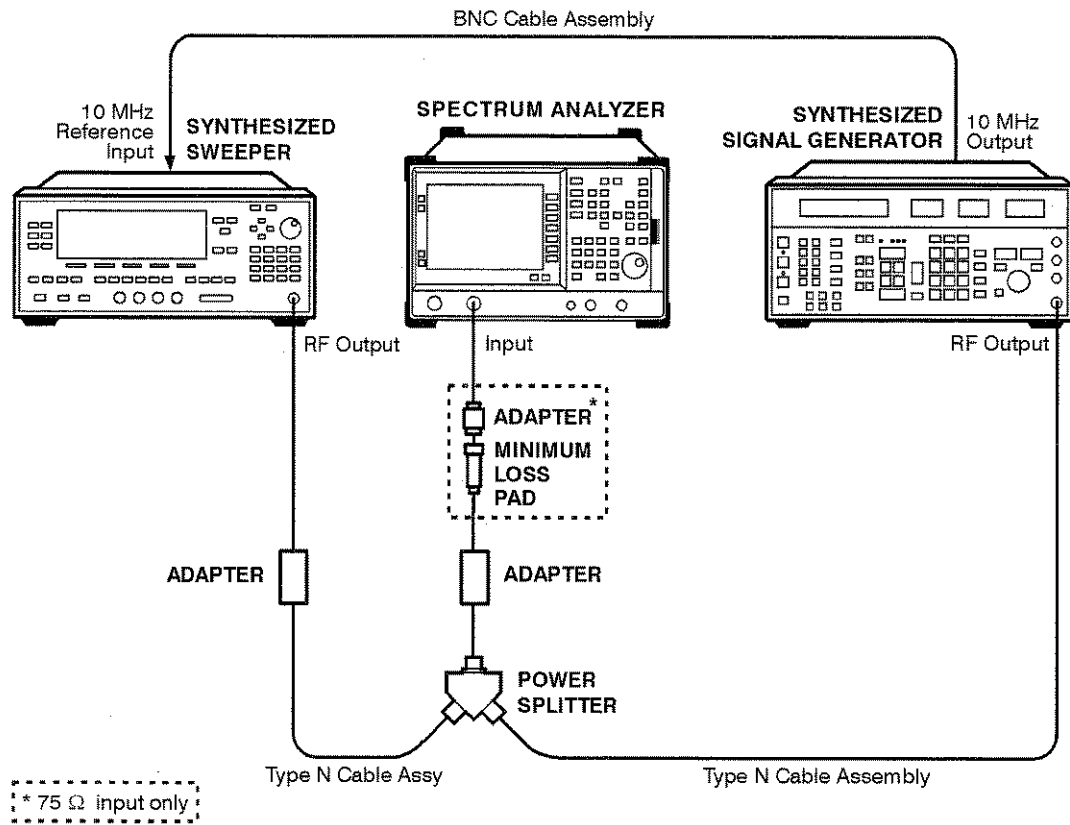 BNC Cable Assembly
10 MHz
Reference
Input
SYNTHESIZED
SWEEPER
SPECTRUM ANALYZER
SYNTHESIZED
SIGNAL GENERATOR
10 MHz
Output
RF Output
Input
RF Output
ADAPTER*
MINIMUM
LOSS
PAD
ADAPTER
ADAPTER
POWER
SPLITTER
Type N Cable Assy
Type N Cable Assembly
* 75 Ω input only